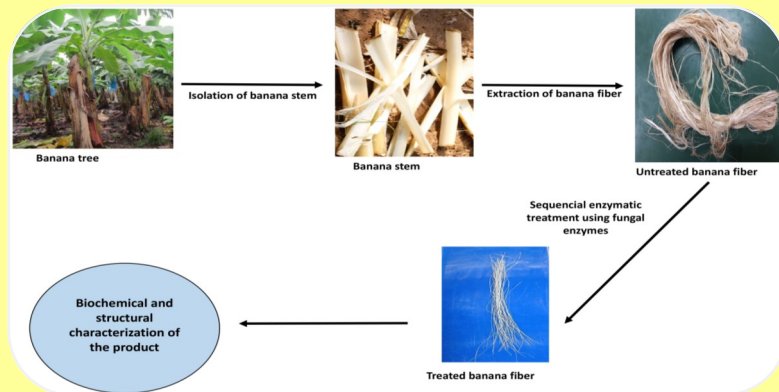 Isolation of banana stem
Extraction of banana fiber
Banana tree
Banana stem
Untreated banana fiber
Sequencial enzymatic
treatment using fungal
enzymes
Biochemical and
structural
characterization of
the product
Treated banana fiber